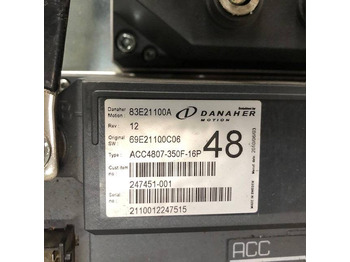 Danaher
Motion : 83E21100A
DANAHER
MOTION
Rev : 12
Original
SW : 69E21100C06
48
Type : ACC4807-350F-16P
Cust.item
no :
247451-001
Serial
no :
2110012247515
ACC